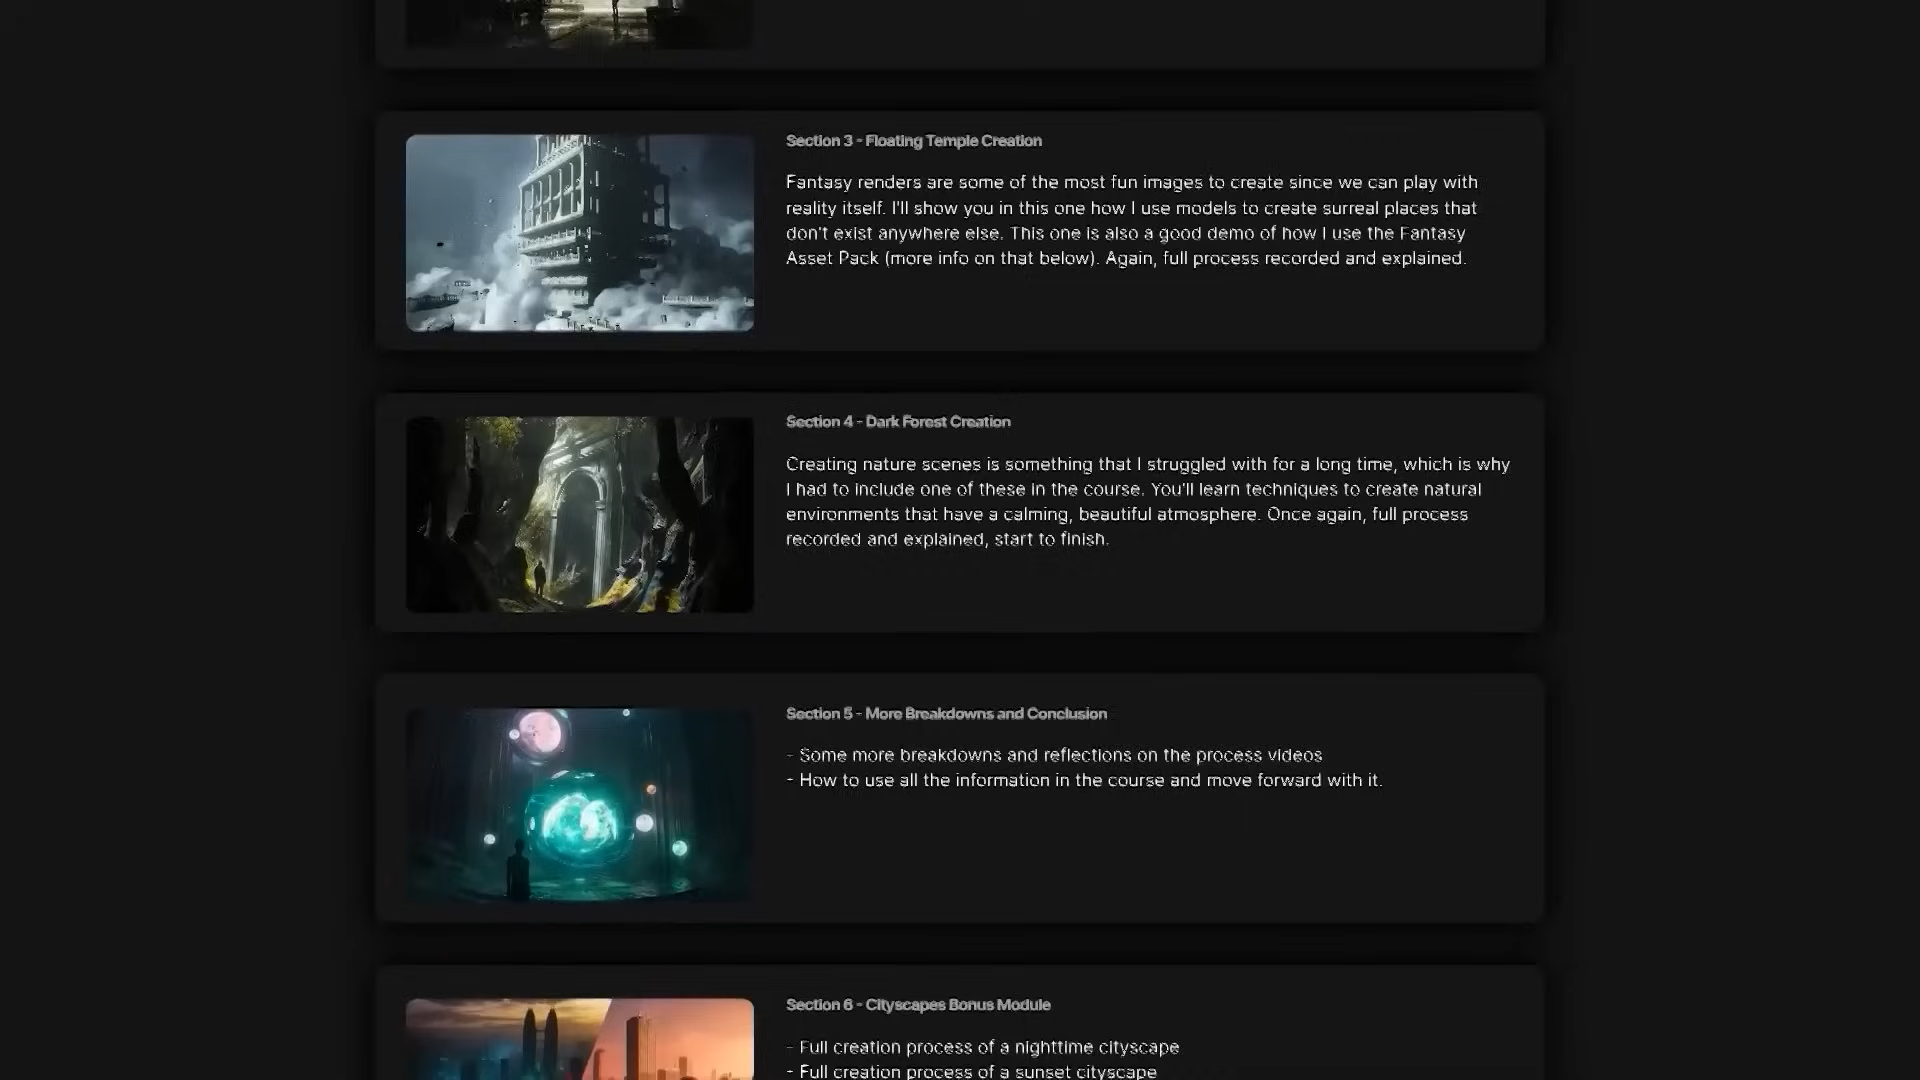 Section 3 - Floating Temple Creation
Fantasy renders are some of the most fun images to create since we can play with
reality itself. I'll show you in this one how I use models to create surreal places that
don't exist anywhere else. This one is also a good demo of how I use the Fantasy
Asset Pack (more info on that below). Again, full process recorded and explained.
Section 4 - Dark Forest Creation
Creating nature scenes is something that I struggled with for a long time, which is why
I had to include one of these in the course. You'll learn techniques to create natural
environments that have a calming, beautiful atmosphere. Once again, full process
recorded and explained, start to finish.
Section 5 - More Breakdowns and Conclusion
- Some more breakdowns and reflections on the process videos
- How to use all the information in the course and move forward with it.
Section 6 - Cityscapes Bonus Module
- Full creation process of a nighttime cityscape
- Full creation process of a sunset cityscape